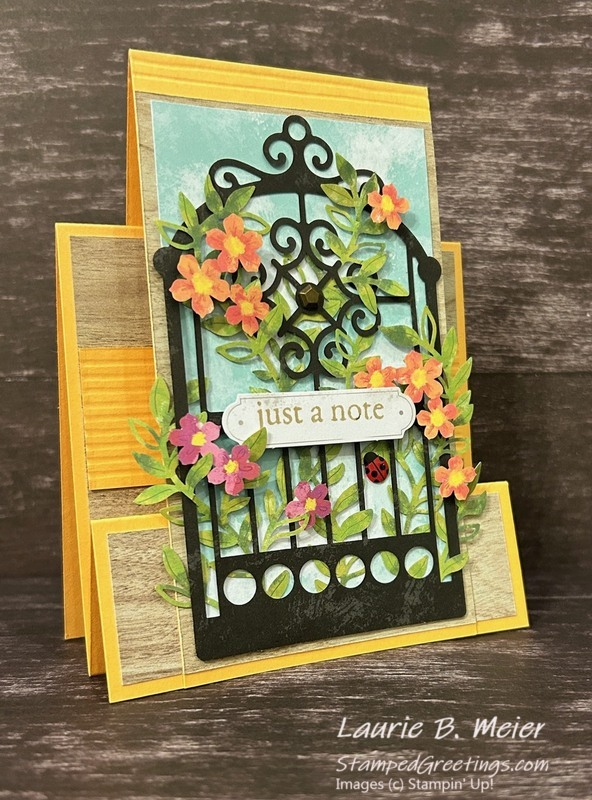 just a note
Laurie B. Meier
StampedGreetings.com
Images (c) Stampin' Up!